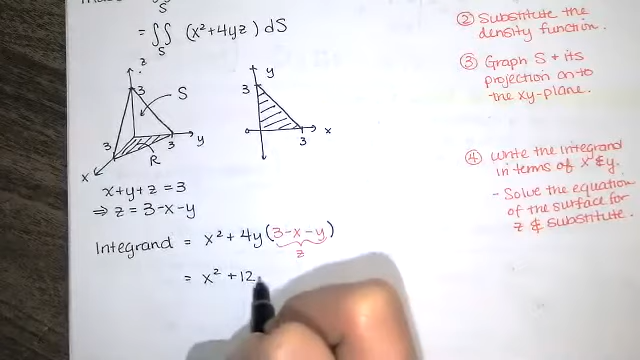 S
= ∬ (x² + 4yz) dS
S
z
3
S
3
3
y
x
R
y
3
3
x
x + y + z = 3
⇒ z = 3 - x - y
Integrand = x² + 4y(3 - x - y)
z
= x² + 12
② Substitute the
density function.
③ Graph S + its
projection on to
the xy-plane.
④ Write the integrand
in terms of x & y.
- Solve the equation
of the surface for
z & substitute.